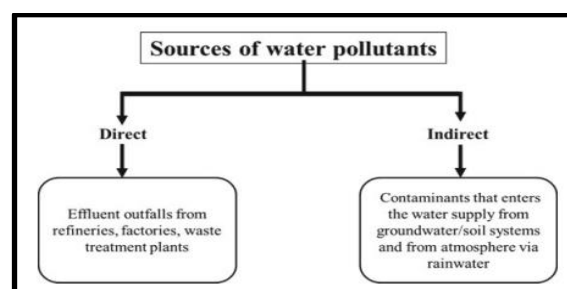 Sources of water pollutants
Direct
Indirect
Effluent outfalls from
refineries, factories, waste
treatment plants
Contaminants that enters
the water supply from
groundwater/soil systems
and from atmosphere via
rainwater